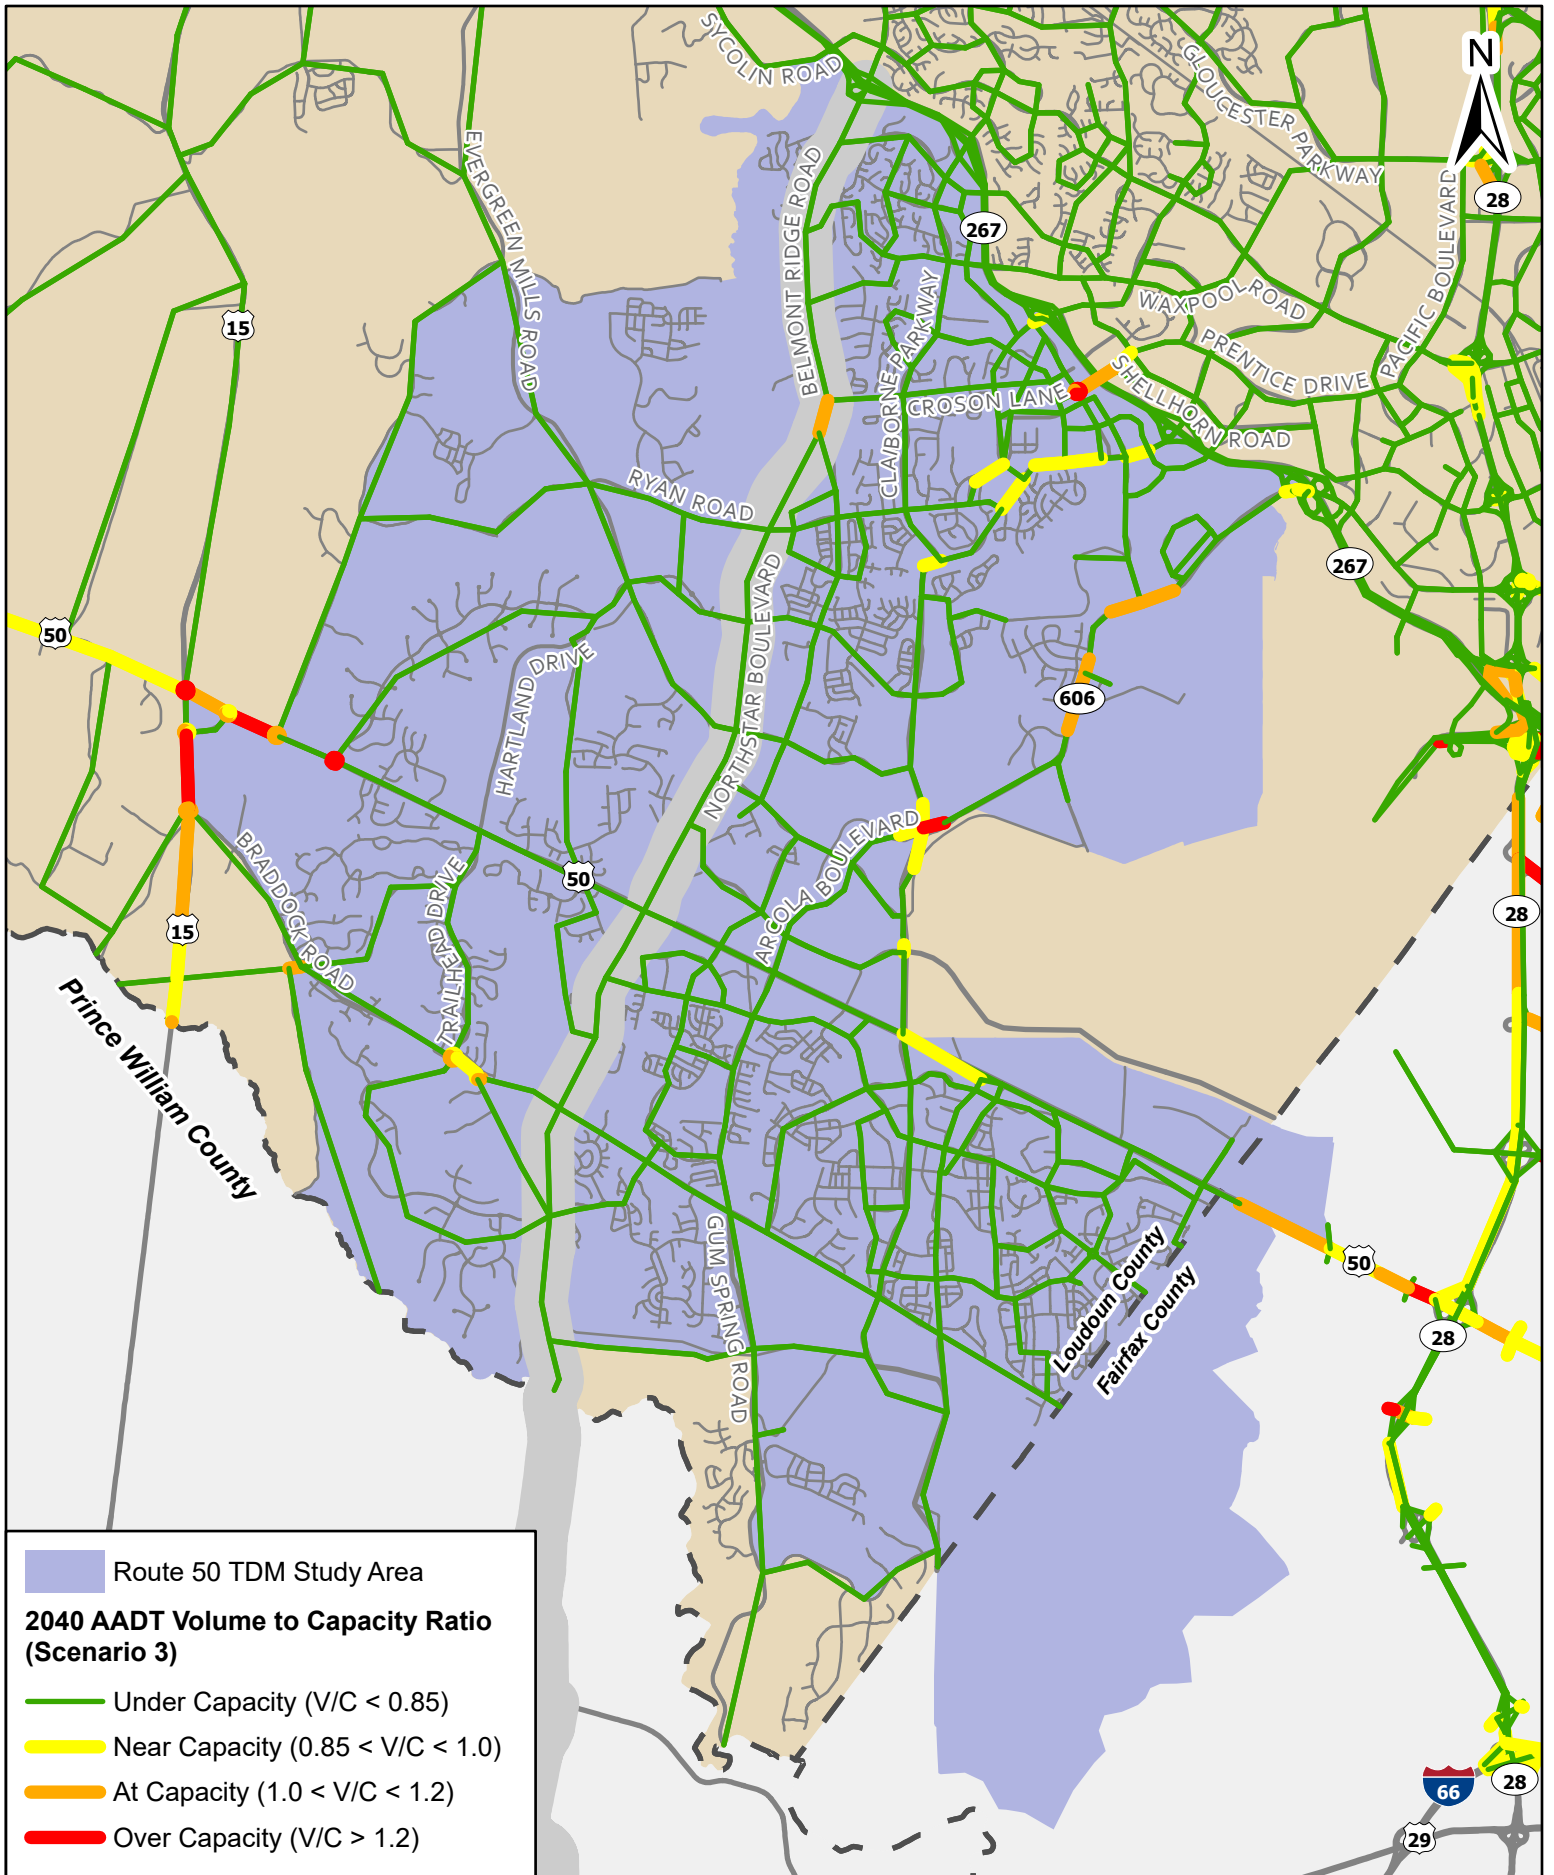 SYCOLIN ROAD
GLOUCESTER PARKWAY
N
28
EVERGREEN MILLS ROAD
BELMONT RIDGE ROAD
267
PACIFIC BOULEVARD
CLAIBORNE PARKWAY
WAXPOOL ROAD
15
PRENTICE DRIVE
SHELLHORN ROAD
CROSON LANE
RYAN ROAD
267
50
HARTLAND DRIVE
NORTHSTAR BOULEVARD
606
BRADDOCK ROAD
ARCOLA BOULEVARD
50
TRAILHEAD DRIVE
15
28
Prince William County
GUM SPRING ROAD
Loudoun County
Fairfax County
50
28
Route 50 TDM Study Area
2040 AADT Volume to Capacity Ratio
(Scenario 3)
Under Capacity (V/C < 0.85)
Near Capacity (0.85 < V/C < 1.0)
At Capacity (1.0 < V/C < 1.2)
Over Capacity (V/C > 1.2)
66
28
29